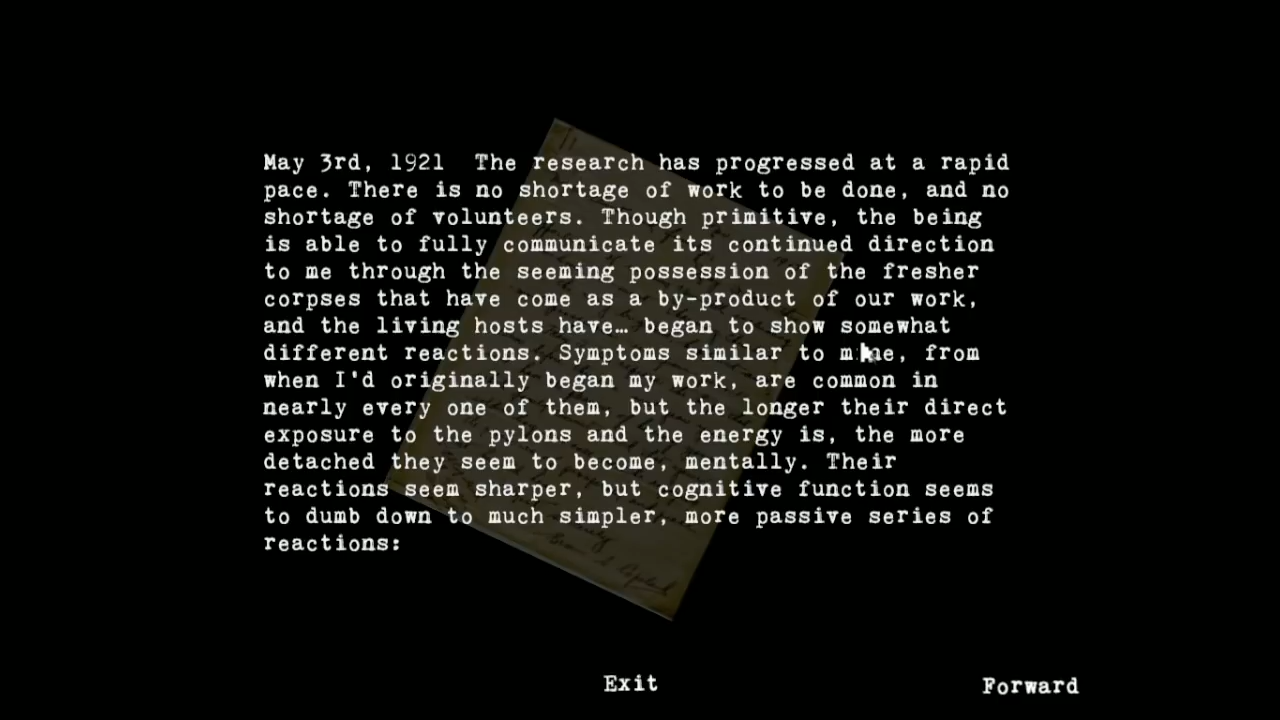 May 3rd, 1921  The research has progressed at a rapid
pace. There is no shortage of work to be done, and no
shortage of volunteers. Though primitive, the being
is able to fully communicate its continued direction
to me through the seeming possession of the fresher
corpses that have come as a by-product of our work,
and the living hosts have… began to show somewhat
different reactions. Symptoms similar to mine, from
when I'd originally began my work, are common in
nearly every one of them, but the longer their direct
exposure to the pylons and the energy is, the more
detached they seem to become, mentally. Their
reactions seem sharper, but cognitive function seems
to dumb down to much simpler, more passive series of
reactions:
Exit
Forward